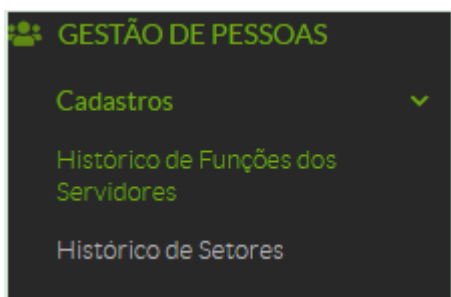 GESTÃO DE PESSOAS
Cadastros
Histórico de Funções dos
Servidores
Histórico de Setores